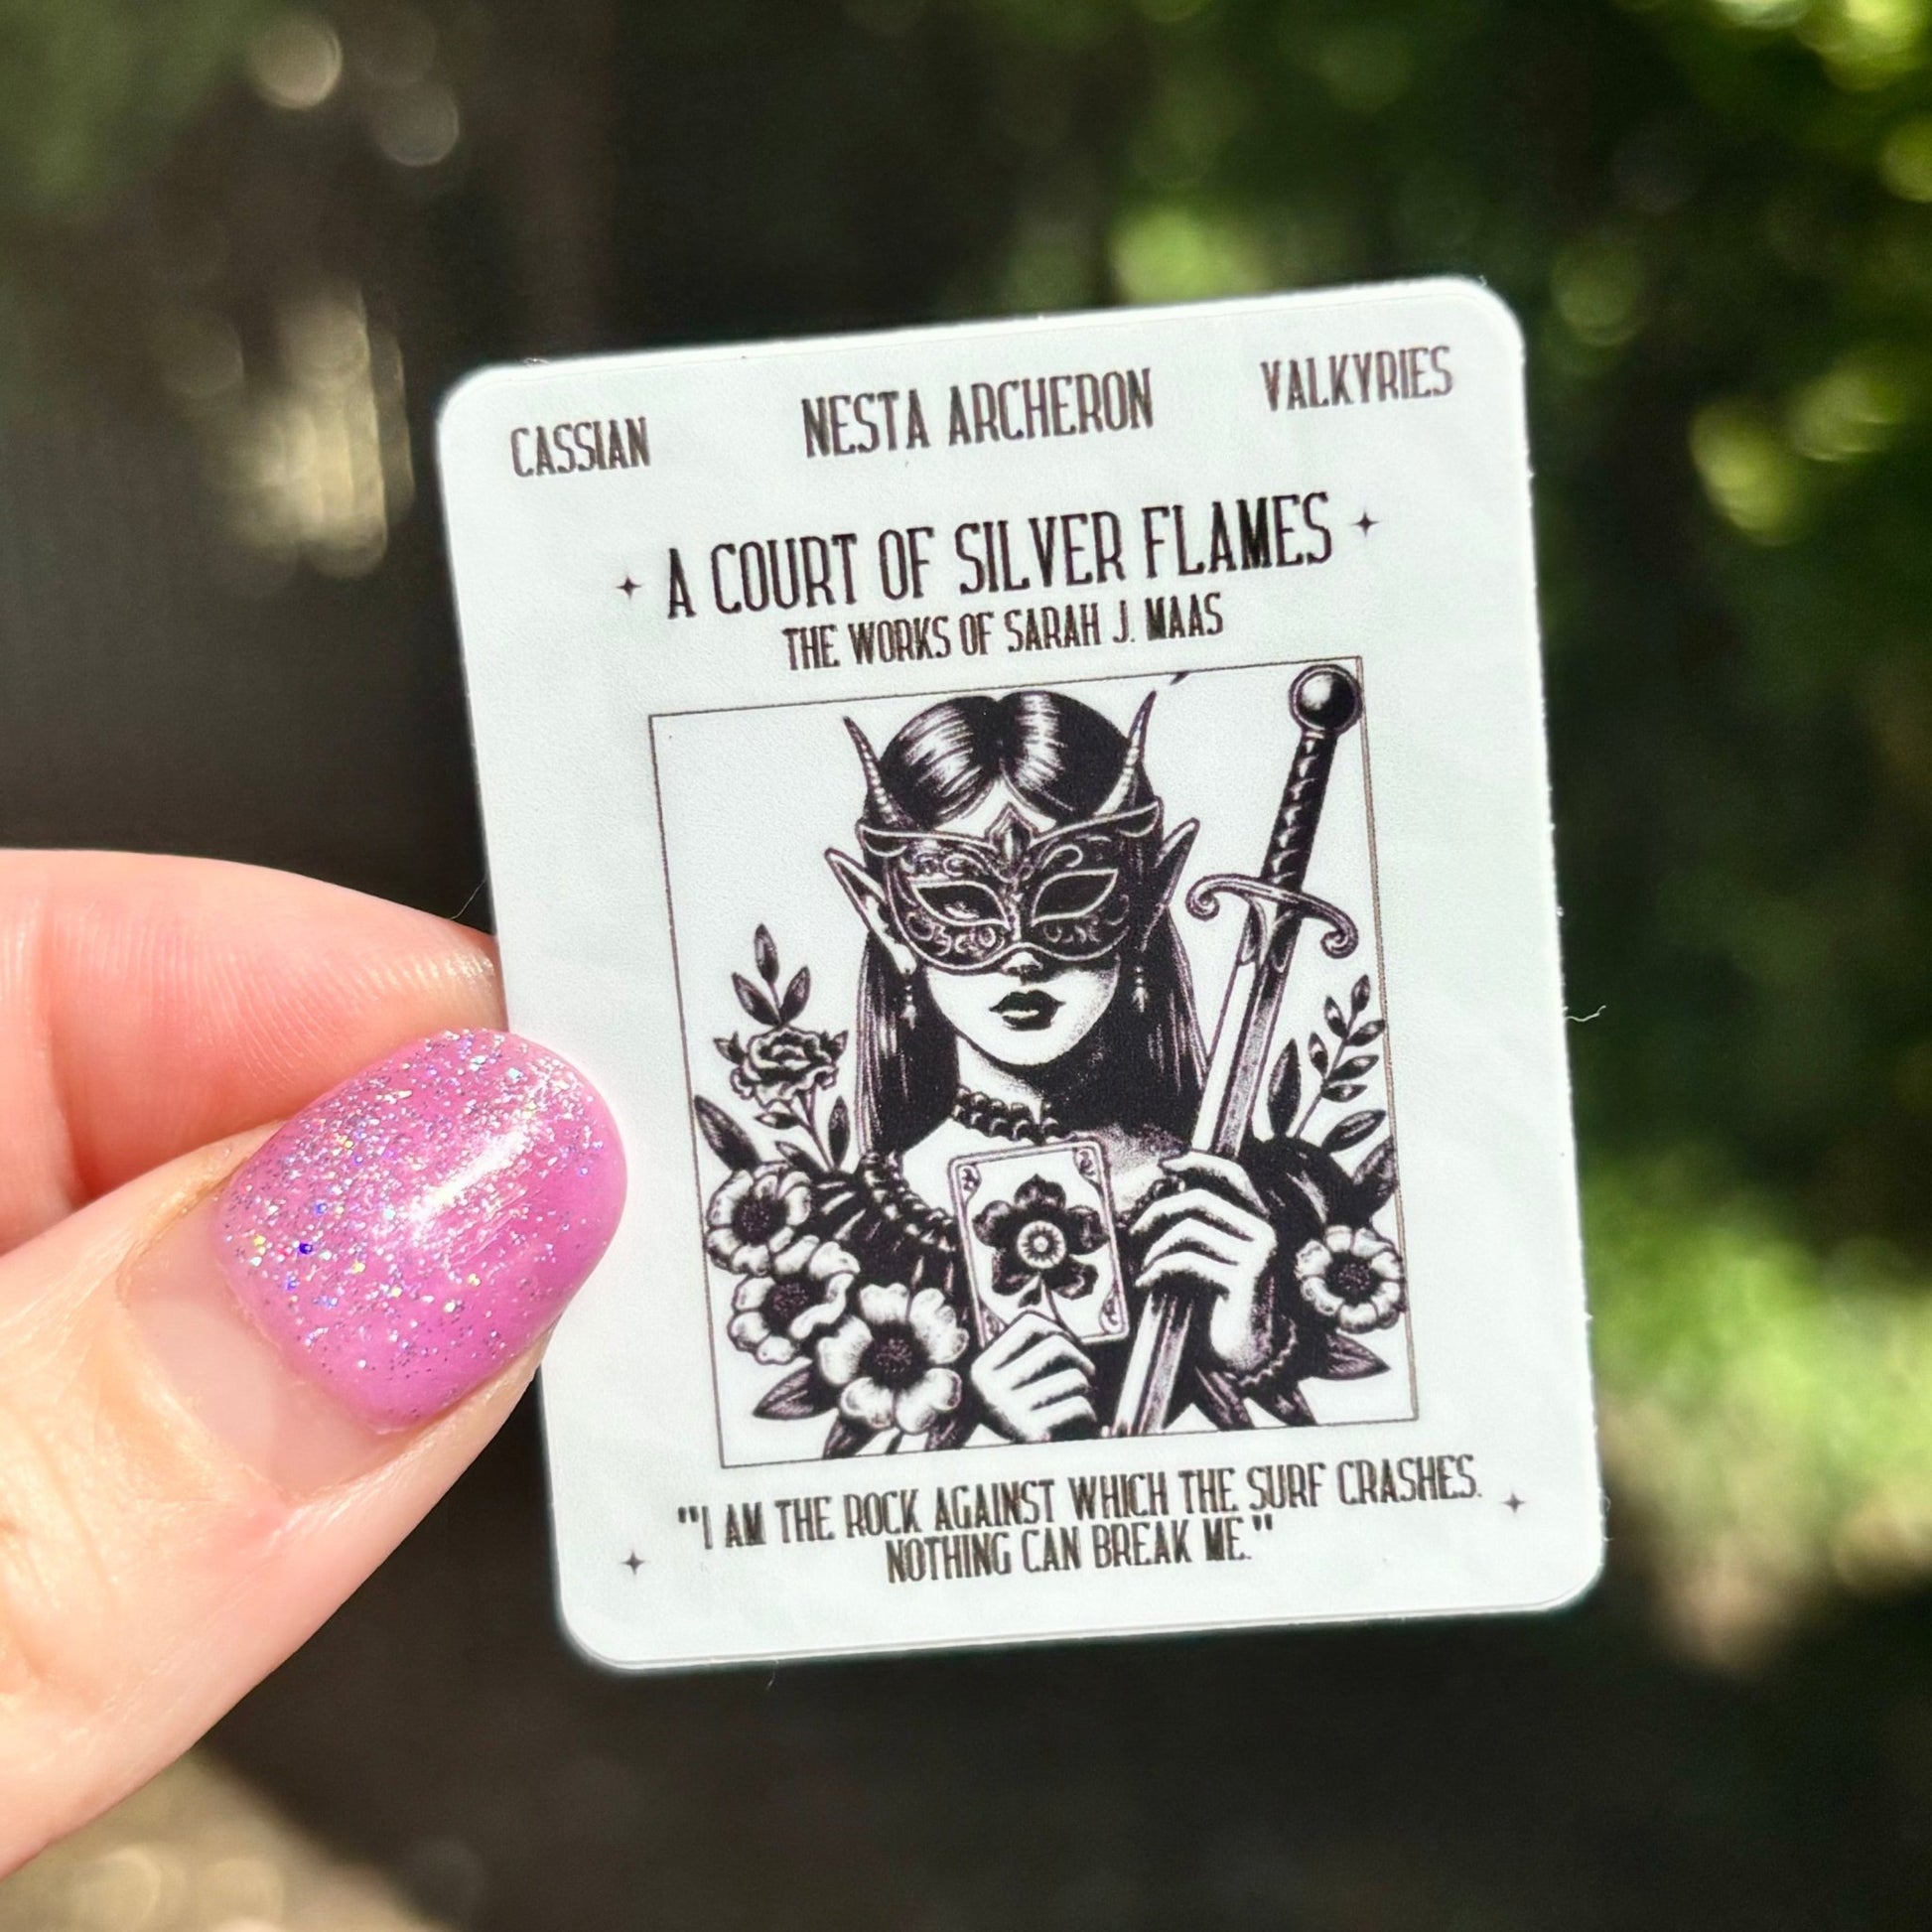 CASSIAN NESTA ARCHERON VALKYRIES
A COURT OF SILVER FLAMES
THE WORKS OF SARAH J. MAAS
"I AM THE ROCK AGAINST WHICH THE SURF CRASHES.
NOTHING CAN BREAK ME."